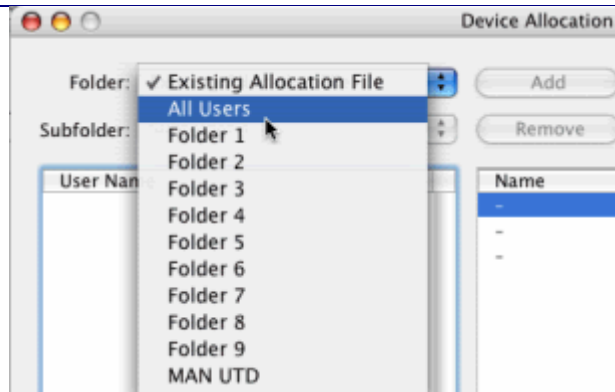 Device Allocation
Folder: ✓ Existing Allocation File Add
All Users
Subfolder: Folder 1 Remove
Folder 2
User Nam Folder 3 Name
Folder 4 -
Folder 5 -
Folder 6 -
Folder 7
Folder 8
Folder 9
MAN UTD